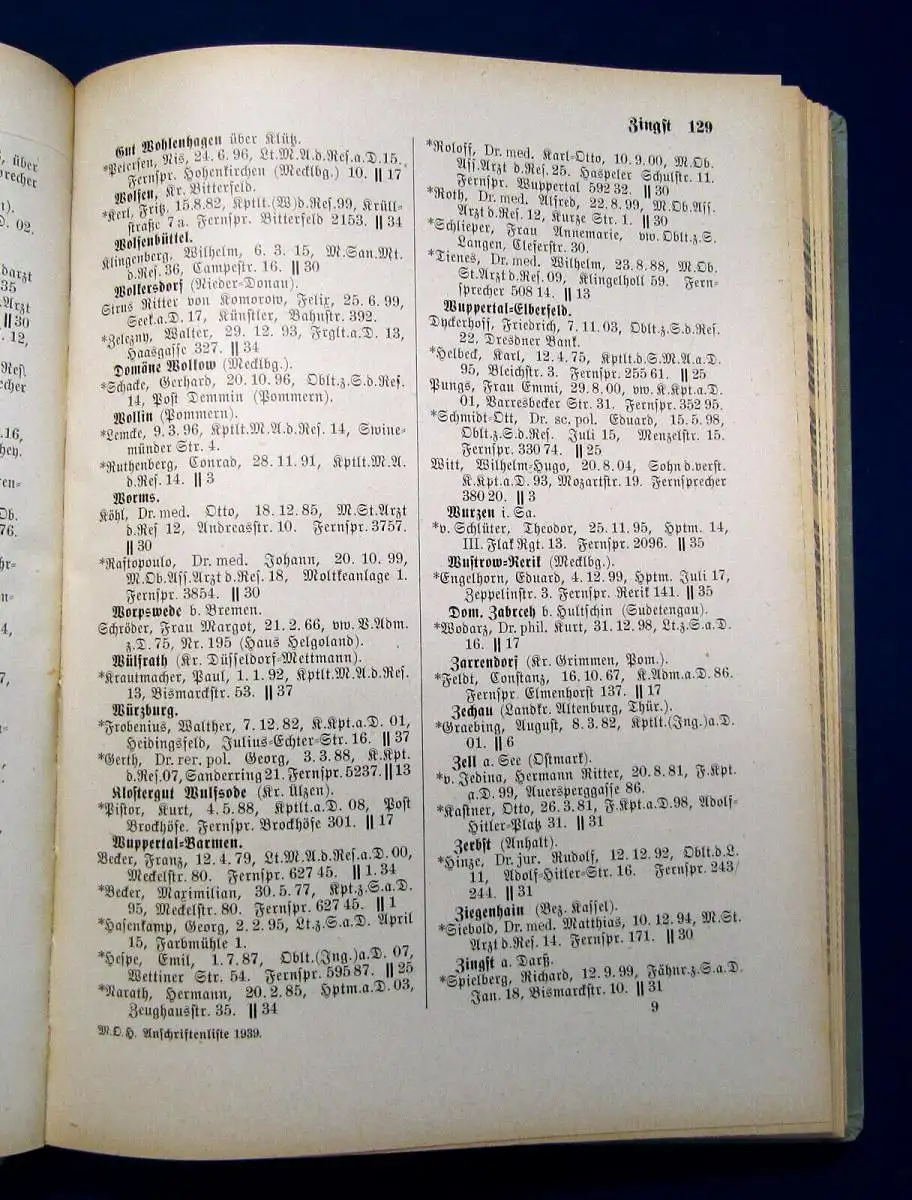 Zingst 129
Gut Wohlenhagen über Klütz.
*Petersen, Nis, 24.6.96, Lt.M.A.d.Res.a.D.15.
Fernspr. Hohenkirchen (Mecklbg.) 10. || 17
Wolfen, Kr. Bitterfeld.
*Kerl, Fritz, 15.8.82, Kptlt.(W)d.Res.99, Krüll-
straße 7a. Fernspr. Bitterfeld 2153. || 34
Wolfenbüttel.
Klingenberg, Wilhelm, 6.3.15, M.San.Mt.
d.Res.36, Campestr. 16. || 30
Wollersdorf (Nieder-Donau).
Strus Ritter von Komorow, Felix, 25.6.99,
Seek.a.D.17, Künstler, Bahnstr. 392.
*Zelezny, Walter, 29.12.93, Frglt.a.D. 13,
Haasgasse 327. || 34
Domäne Wollow (Mecklbg.).
*Schacke, Gerhard, 20.10.96, Oblt.z.S.d.Res.
14, Post Demmin (Pommern).
Wollin (Pommern).
*Lemcke, 9.3.96, Kptlt.M.A.d.Res. 14, Swine-
münder Str. 4.
*Ruthenberg, Conrad, 28.11.91, Kptlt.M.A.
d.Res.14. || 3
Worms.
Köhl, Dr. med. Otto, 18.12.85, M.St.Arzt
d.Res 12, Andreasstr. 10. Fernspr. 3757.
|| 30
*Rastopoulo, Dr. med. Johann, 20.10.99,
M.Ob.Ass.Arzt d.Res.18, Moltkeanlage 1.
Fernspr. 3854. || 30
Worpswede b. Bremen.
Schröder, Frau Margot, 21.2.66, vw.V.Adm.
z.D.75, Nr. 195 (Haus Helgoland).
Wülfrath (Kr. Düsseldorf-Mettmann).
*Krautmacher, Paul, 1.1.92, Kptlt.M.A.d.Res.
13, Bismarckstr. 53. || 37
Würzburg.
*Frobenius, Walther, 7.12.82, K.Kpt.a.D. 01,
Heidingsfeld, Julius-Echter-Str. 16. || 37
*Gerth, Dr. rer. pol. Georg, 3.3.88, K.Kpt.
d.Res.07, Sanderring 21. Fernspr. 5237. || 13
Klostergut Wulfsode (Kr. Ülzen).
*Pistor, Kurt, 4.5.88, Kptlt.a.D. 08, Post
Brockhöfe. Fernspr. Brockhöfe 301. || 17
Wuppertal-Barmen.
Becker, Franz, 12.4.79, Lt.M.A.d.Res.a.D.00,
Meckelstr. 80. Fernspr. 627 45. || 1.34
*Becker, Maximilian, 30.5.77, Kpt.z.S.a.D.
95, Meckelstr. 80. Fernspr. 627 45. || 1
*Hasenkamp, Georg, 2.2.95, Lt.z.S.a.D. April
15, Farbmühle 1.
*Hespe, Emil, 1.7.87, Oblt.(Ing.)a.D. 07,
Wettiner Str. 54. Fernspr. 595 87. || 25
*Narath, Hermann, 20.2.85, Hptm.a.D. 03,
Zeughausstr. 35. || 34
M.O.H. Anschriftenliste 1939.
*Roloff, Dr. med. Karl-Otto, 10.9.00, M.Ob.
Ass.Arzt d.Res.25, Haspeler Schulstr. 11.
Fernspr. Wuppertal 592 32. || 30
*Roth, Dr. med. Alfred, 22.8.99, M.Ob.Ass.
Arzt d.Res. 12, Kurze Str. 1. || 30
*Schlieper, Frau Annemarie, vw. Oblt.z.S.
Langen, Cleferstr. 30.
*Tienes, Dr. med. Wilhelm, 23.8.88, M.Ob.
St.Arzt d.Res. 09, Klingelholl 59. Fern-
sprecher 508 14. || 13
Wuppertal-Elberfeld.
Dyckerhoff, Friedrich, 7.11.03, Oblt.z.S.d.Res.
22, Dresdner Bank.
*Helbeck, Karl, 12.4.75, Kptlt.d.S.M.A.a.D.
95, Bleichstr. 3. Fernspr. 255 61. || 25
Pungs, Frau Emmi, 29.8.00, vw. K.Kpt.a.D.
01, Varresbecker Str. 31. Fernspr. 352 95.
*Schmidt-Ott, Dr. sc. pol. Eduard, 15.5.98,
Oblt.z.S.d.Res. Juli 15, Menzelstr. 15.
Fernspr. 330 74. || 25
Witt, Wilhelm-Hugo, 20.8.04, Sohn d.verst.
K.Kpt.a.D. 93, Mozartstr. 19. Fernsprecher
380 20. || 3
Wurzen i. Sa.
*v. Schlüter, Theodor, 25.11.95, Hptm. 14,
III. Flak Rgt. 13. Fernspr. 2096. || 35
Wustrow-Rerik (Mecklbg.).
*Engelhorn, Eduard, 4.12.99, Hptm. Juli 17,
Zeppelinstr. 3. Fernspr. Rerik 141. || 35
Dom. Zabrceh b. Hultschin (Sudetengau).
*Wodarz, Dr. phil. Kurt, 31.12.98, Lt.z.S.a.D.
16. || 17
Zarrendorf (Kr. Grimmen, Pom.).
*Feldt, Constanz, 16.10.67, K.Adm.a.D. 86.
Fernspr. Elmenhorst 137. || 17
Zechau (Landkr. Altenburg, Thür.).
*Graebing, August, 8.3.82, Kptlt.(Ing.)a.D.
01. || 6
Zell a. See (Ostmark).
*v. Jedina, Hermann Ritter, 20.8.81, F.Kpt.
a.D. 99, Auersperggasse 86.
*Kastner, Otto, 26.3.81, F.Kpt.a.D.98, Adolf-
Hitler-Platz 31. || 31
Zerbst (Anhalt).
*Hinze, Dr. jur. Rudolf, 12.12.92, Oblt.d.L.
11, Adolf-Hitler-Str. 16. Fernspr. 243/
244. || 31
Ziegenhain (Bez. Kassel).
*Siebold, Dr. med. Matthias, 10.12.94, M.St.
Arzt d.Res. 14. Fernspr. 171. || 30
Zingst a. Darß.
*Spielberg, Richard, 12.9.99, Fähnr.z.S.a.D.
Jan. 18, Bismarckstr. 10. || 31
9